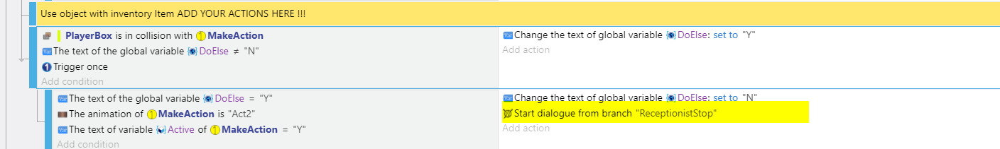 Use object with inventory Item ADD YOUR ACTIONS HERE !!!
PlayerBox is in collision with MakeAction
The text of the global variable DoElse ≠ "N"
Trigger once
Add condition
Change the text of global variable DoElse: set to "Y"
Add action
The text of the global variable DoElse = "Y"
The animation of MakeAction is "Act2"
The text of variable Active of MakeAction = "Y"
Add condition
Change the text of global variable DoElse: set to "N"
Start dialogue from branch "ReceptionistStop"
Add action